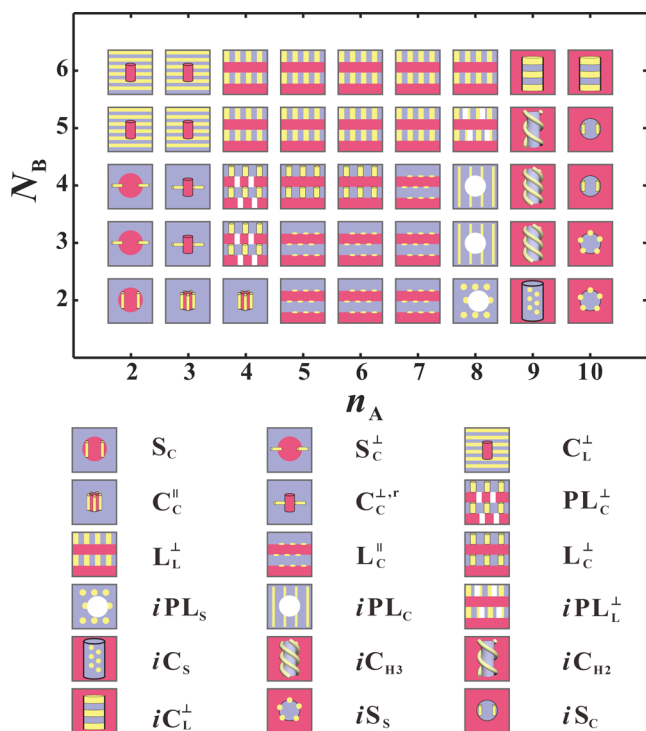 6
5
4
3
2
N_B
2 3 4 5 6 7 8 9 10
n_A
S_C S_C^⊥ C_L^⊥
C_C^∥ C_C^{⊥,r} PL_C^⊥
L_L^⊥ L_C^∥ L_C^⊥
iPL_S iPL_C iPL_L^⊥
iC_S iC_H3 iC_H2
iC_L^⊥ iS_S iS_C